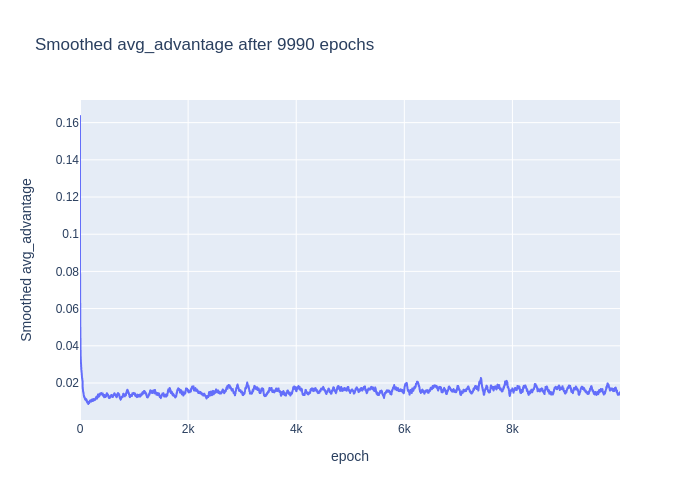 Smoothed avg_advantage after 9990 epochs
Smoothed avg_advantage
0.16
0.14
0.12
0.1
0.08
0.06
0.04
0.02
0
2k
4k
6k
8k
epoch